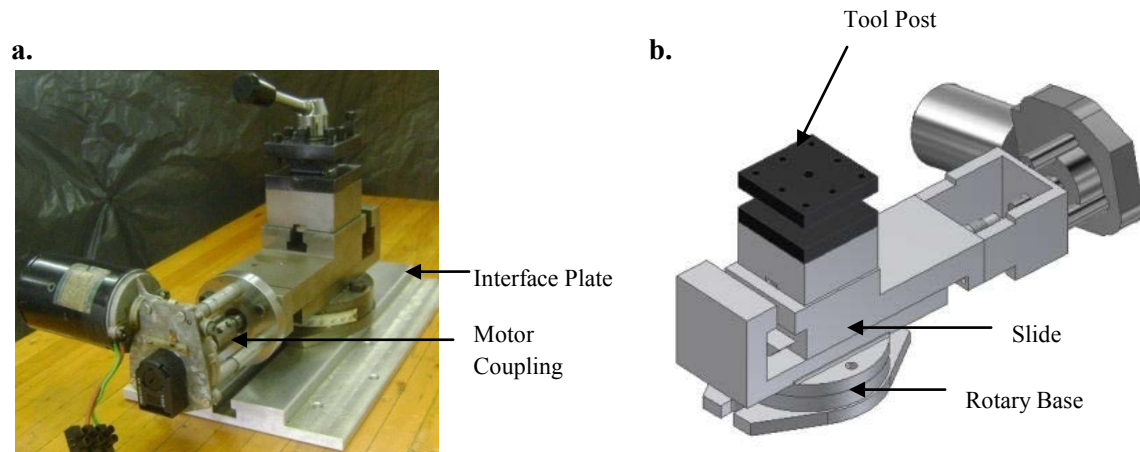 a.
b.
Tool Post
Interface Plate
Motor
Coupling
Slide
Rotary Base